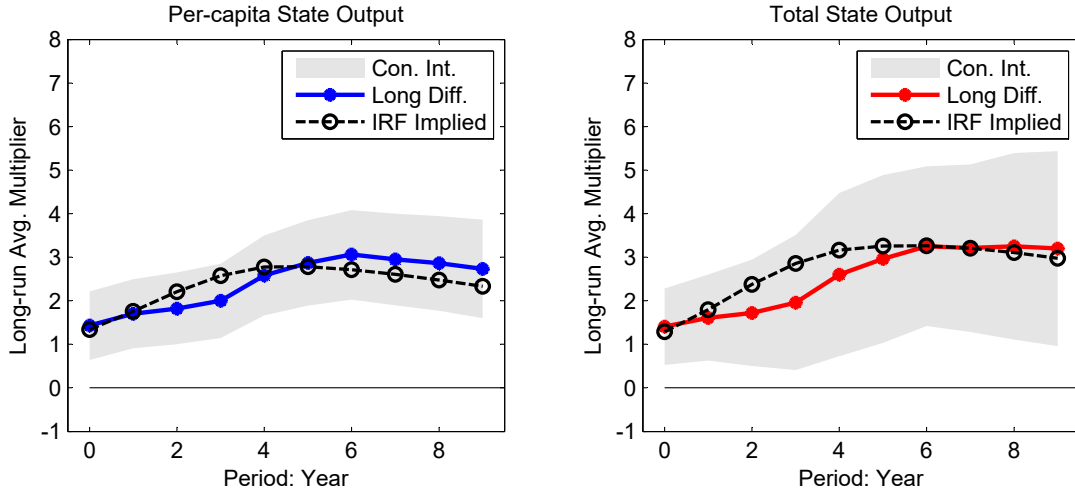 Per-capita State Output
8
7
6
5
4
3
2
1
0
-1
Long-run Avg. Multiplier
Con. Int.
Long Diff.
IRF Implied
0 2 4 6 8
Period: Year
Total State Output
8
7
6
5
4
3
2
1
0
-1
Long-run Avg. Multiplier
Con. Int.
Long Diff.
IRF Implied
0 2 4 6 8
Period: Year